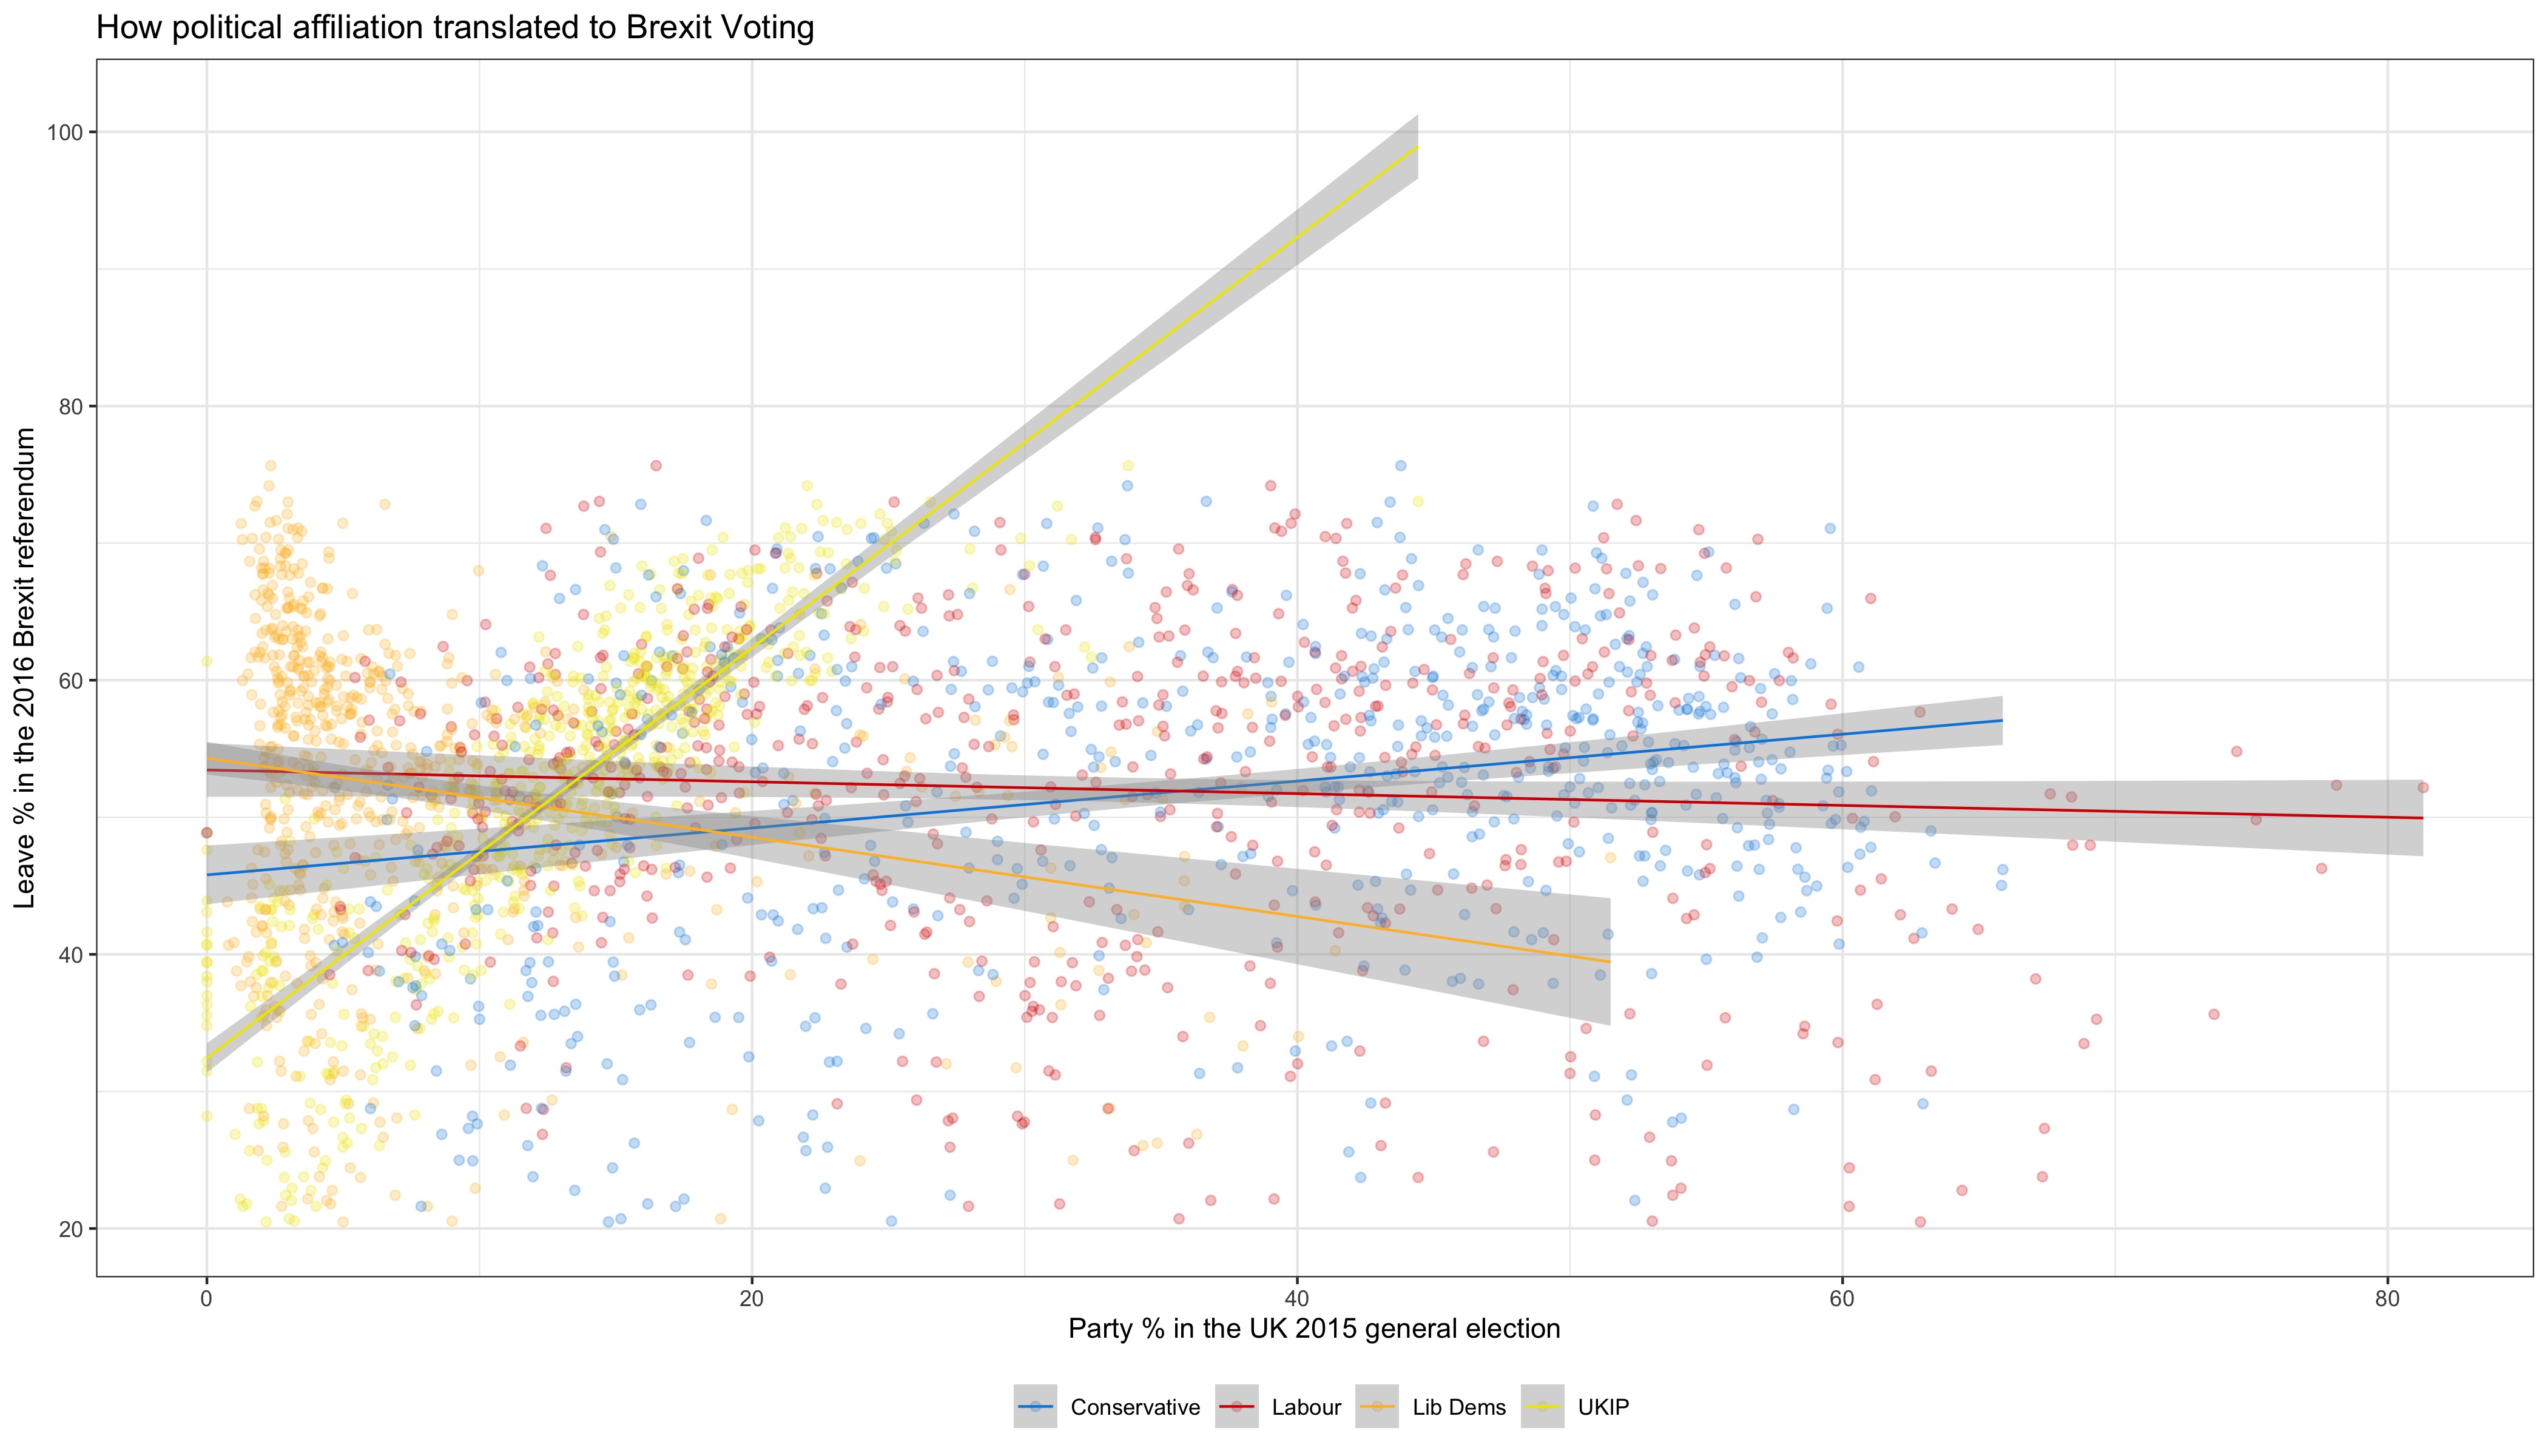 How political affiliation translated to Brexit Voting
Leave % in the 2016 Brexit referendum
100
80
60
40
20
0 20 40 60 80
Party % in the UK 2015 general election
Conservative Labour Lib Dems UKIP